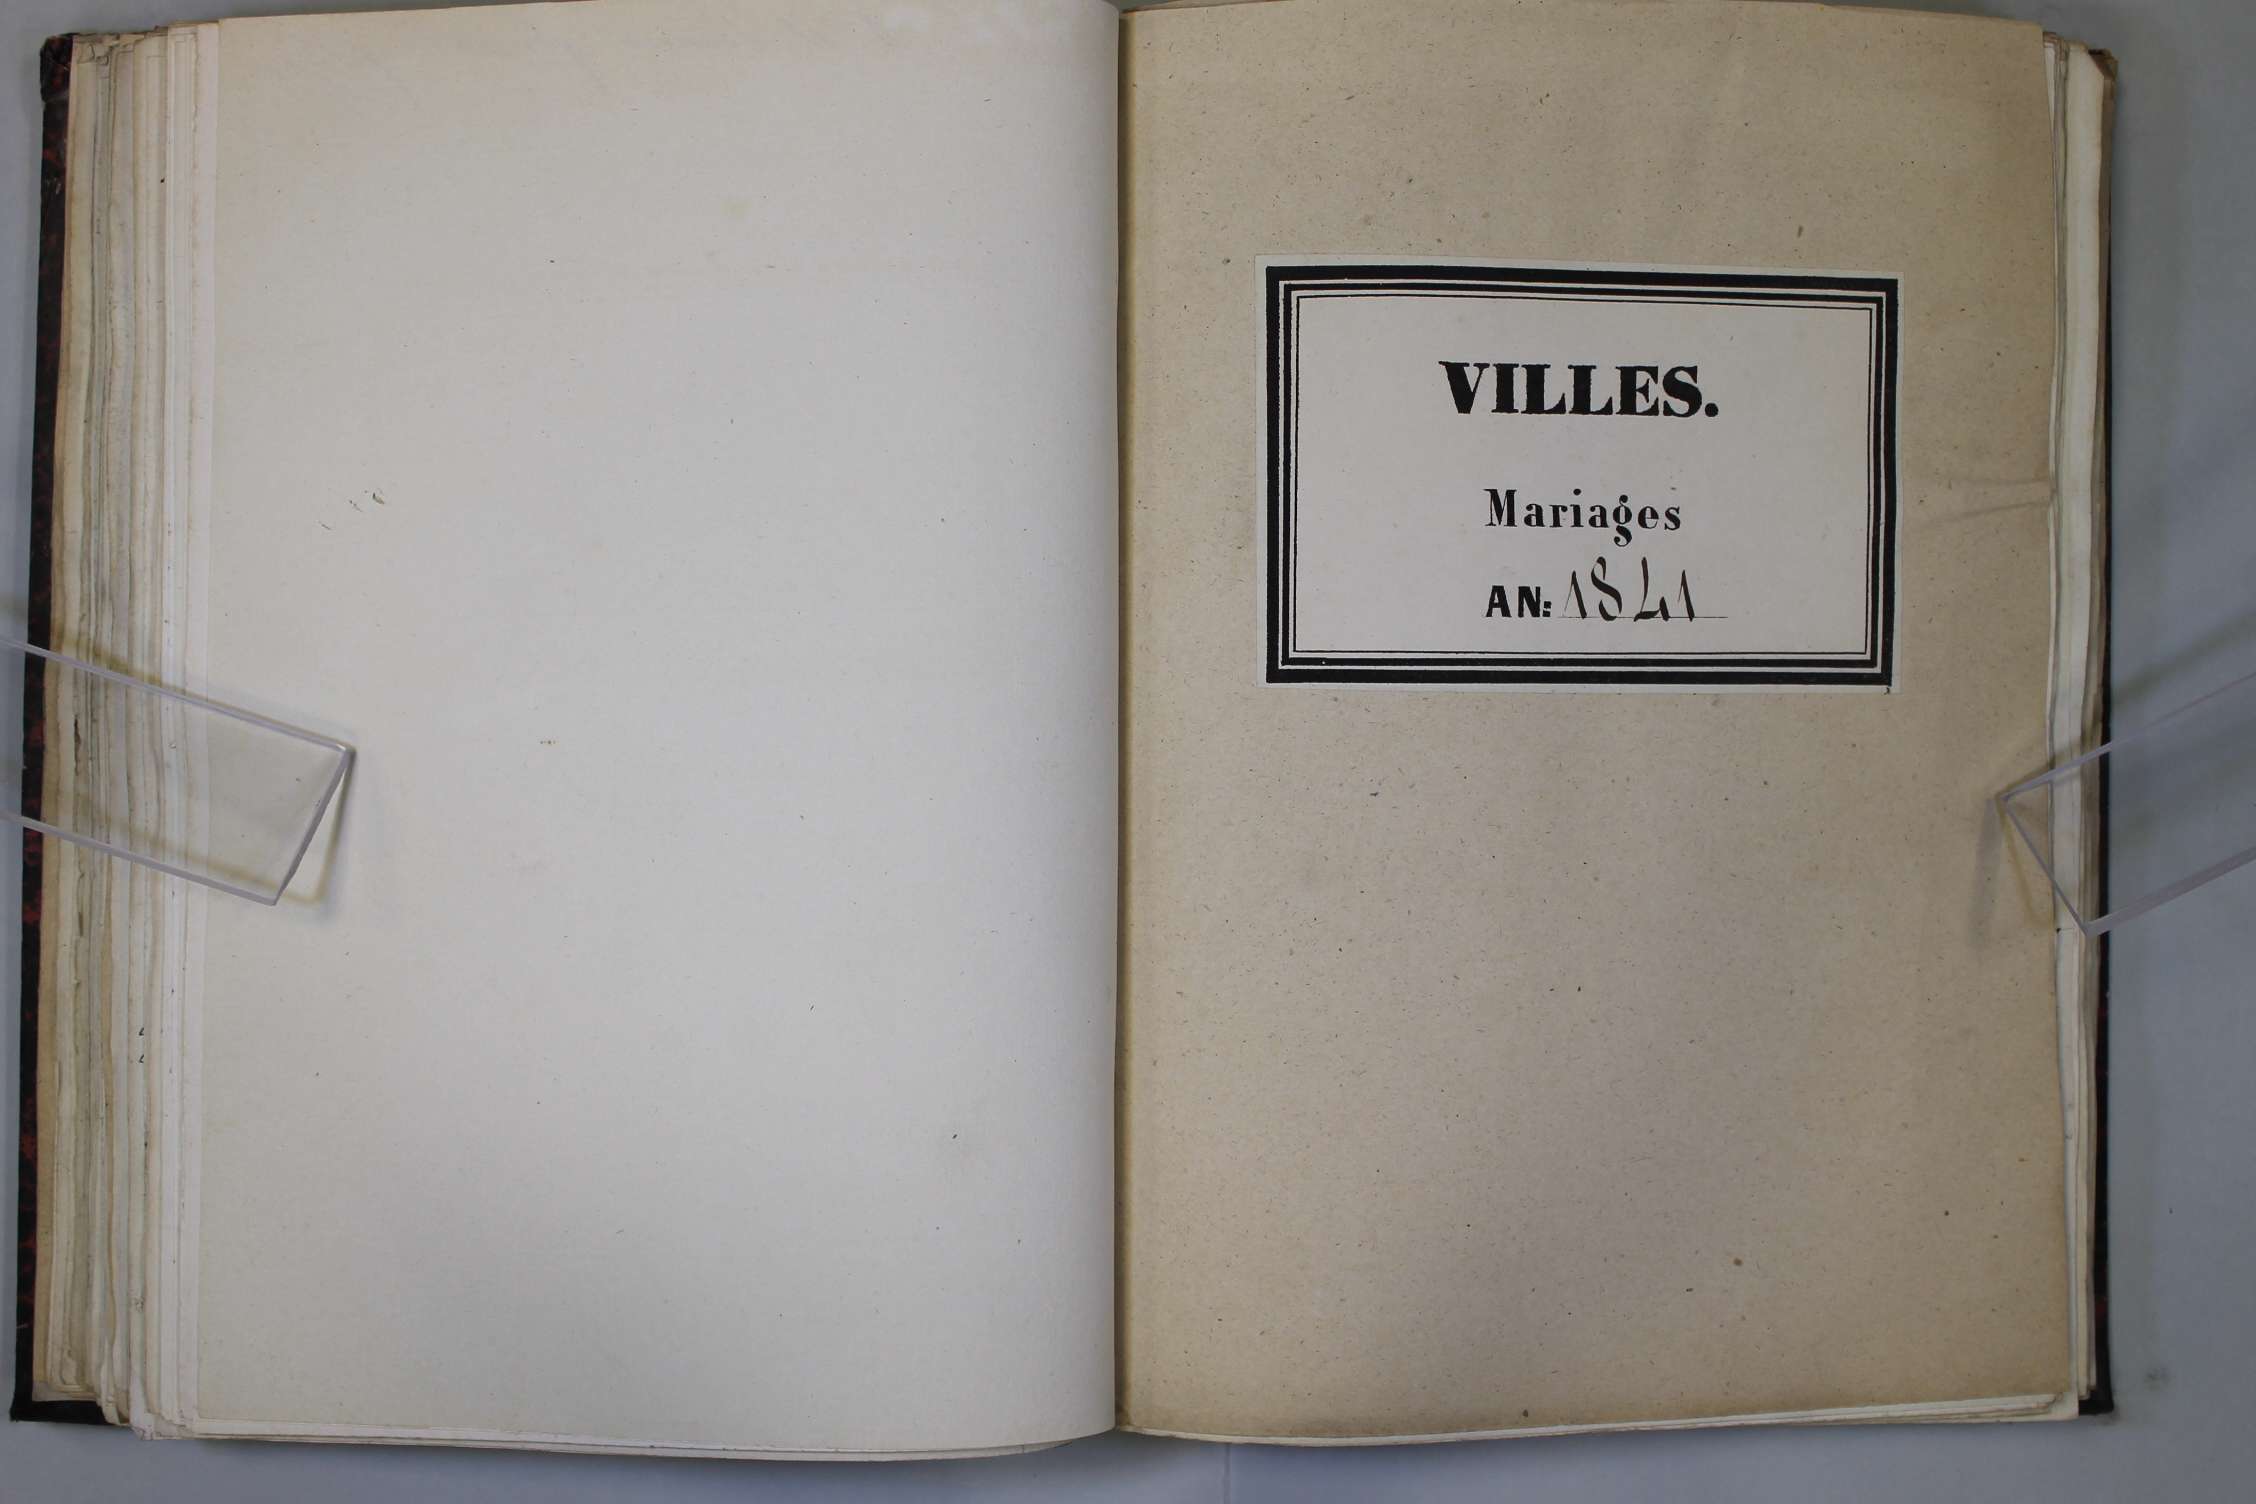 VILLES.
Mariages
AN: 1841